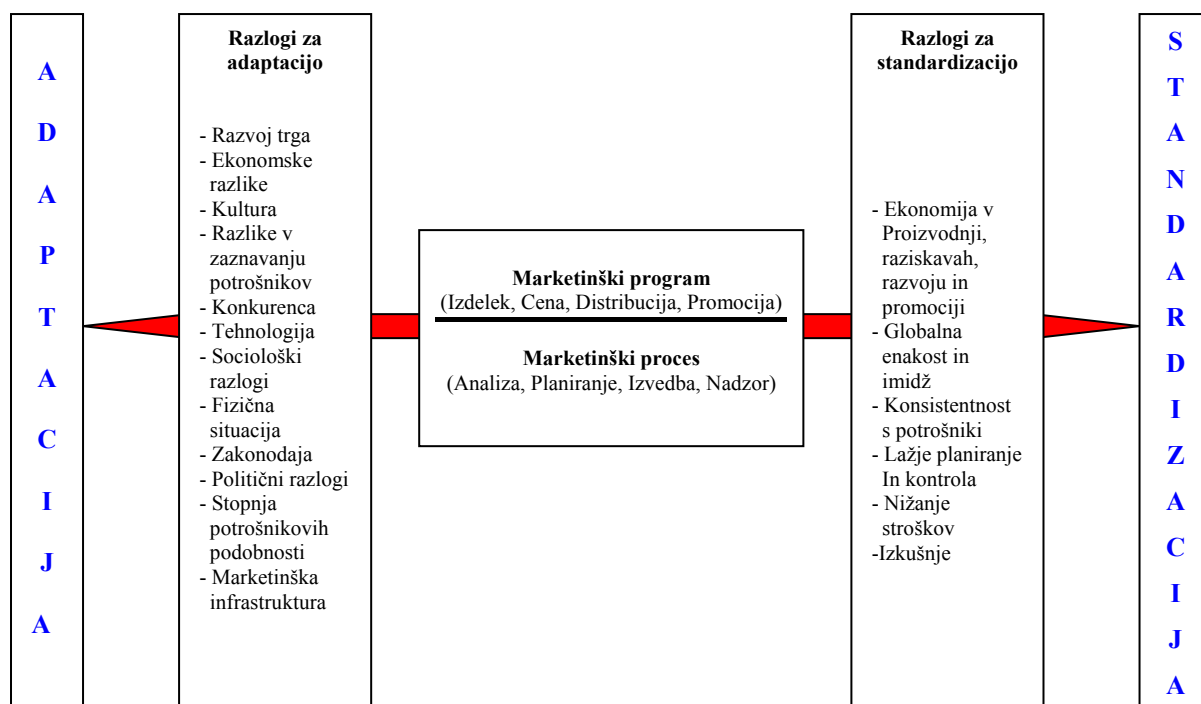 A
D
A
P
T
A
C
I
J
A
Razlogi za
adaptacijo
- Razvoj trga
- Ekonomske
razlike
- Kultura
- Razlike v
zaznavanju
potrošnikov
- Konkurenca
- Tehnologija
- Sociološki
razlogi
- Fizična
situacija
- Zakonodaja
- Politični razlogi
- Stopnja
potrošnikovih
podobnosti
- Marketinška
infrastruktura
Marketinški program
(Izdelek, Cena, Distribucija, Promocija)
Marketinški proces
(Analiza, Planiranje, Izvedba, Nadzor)
Razlogi za
standardizacijo
- Ekonomija v
Proizvodnji,
raziskavah,
razvoju in
promociji
- Globalna
enakost in
imidž
- Konsistentnost
s potrošniki
- Lažje planiranje
In kontrola
- Nižanje
stroškov
-Izkušnje
S
T
A
N
D
A
R
D
I
Z
A
C
I
J
A